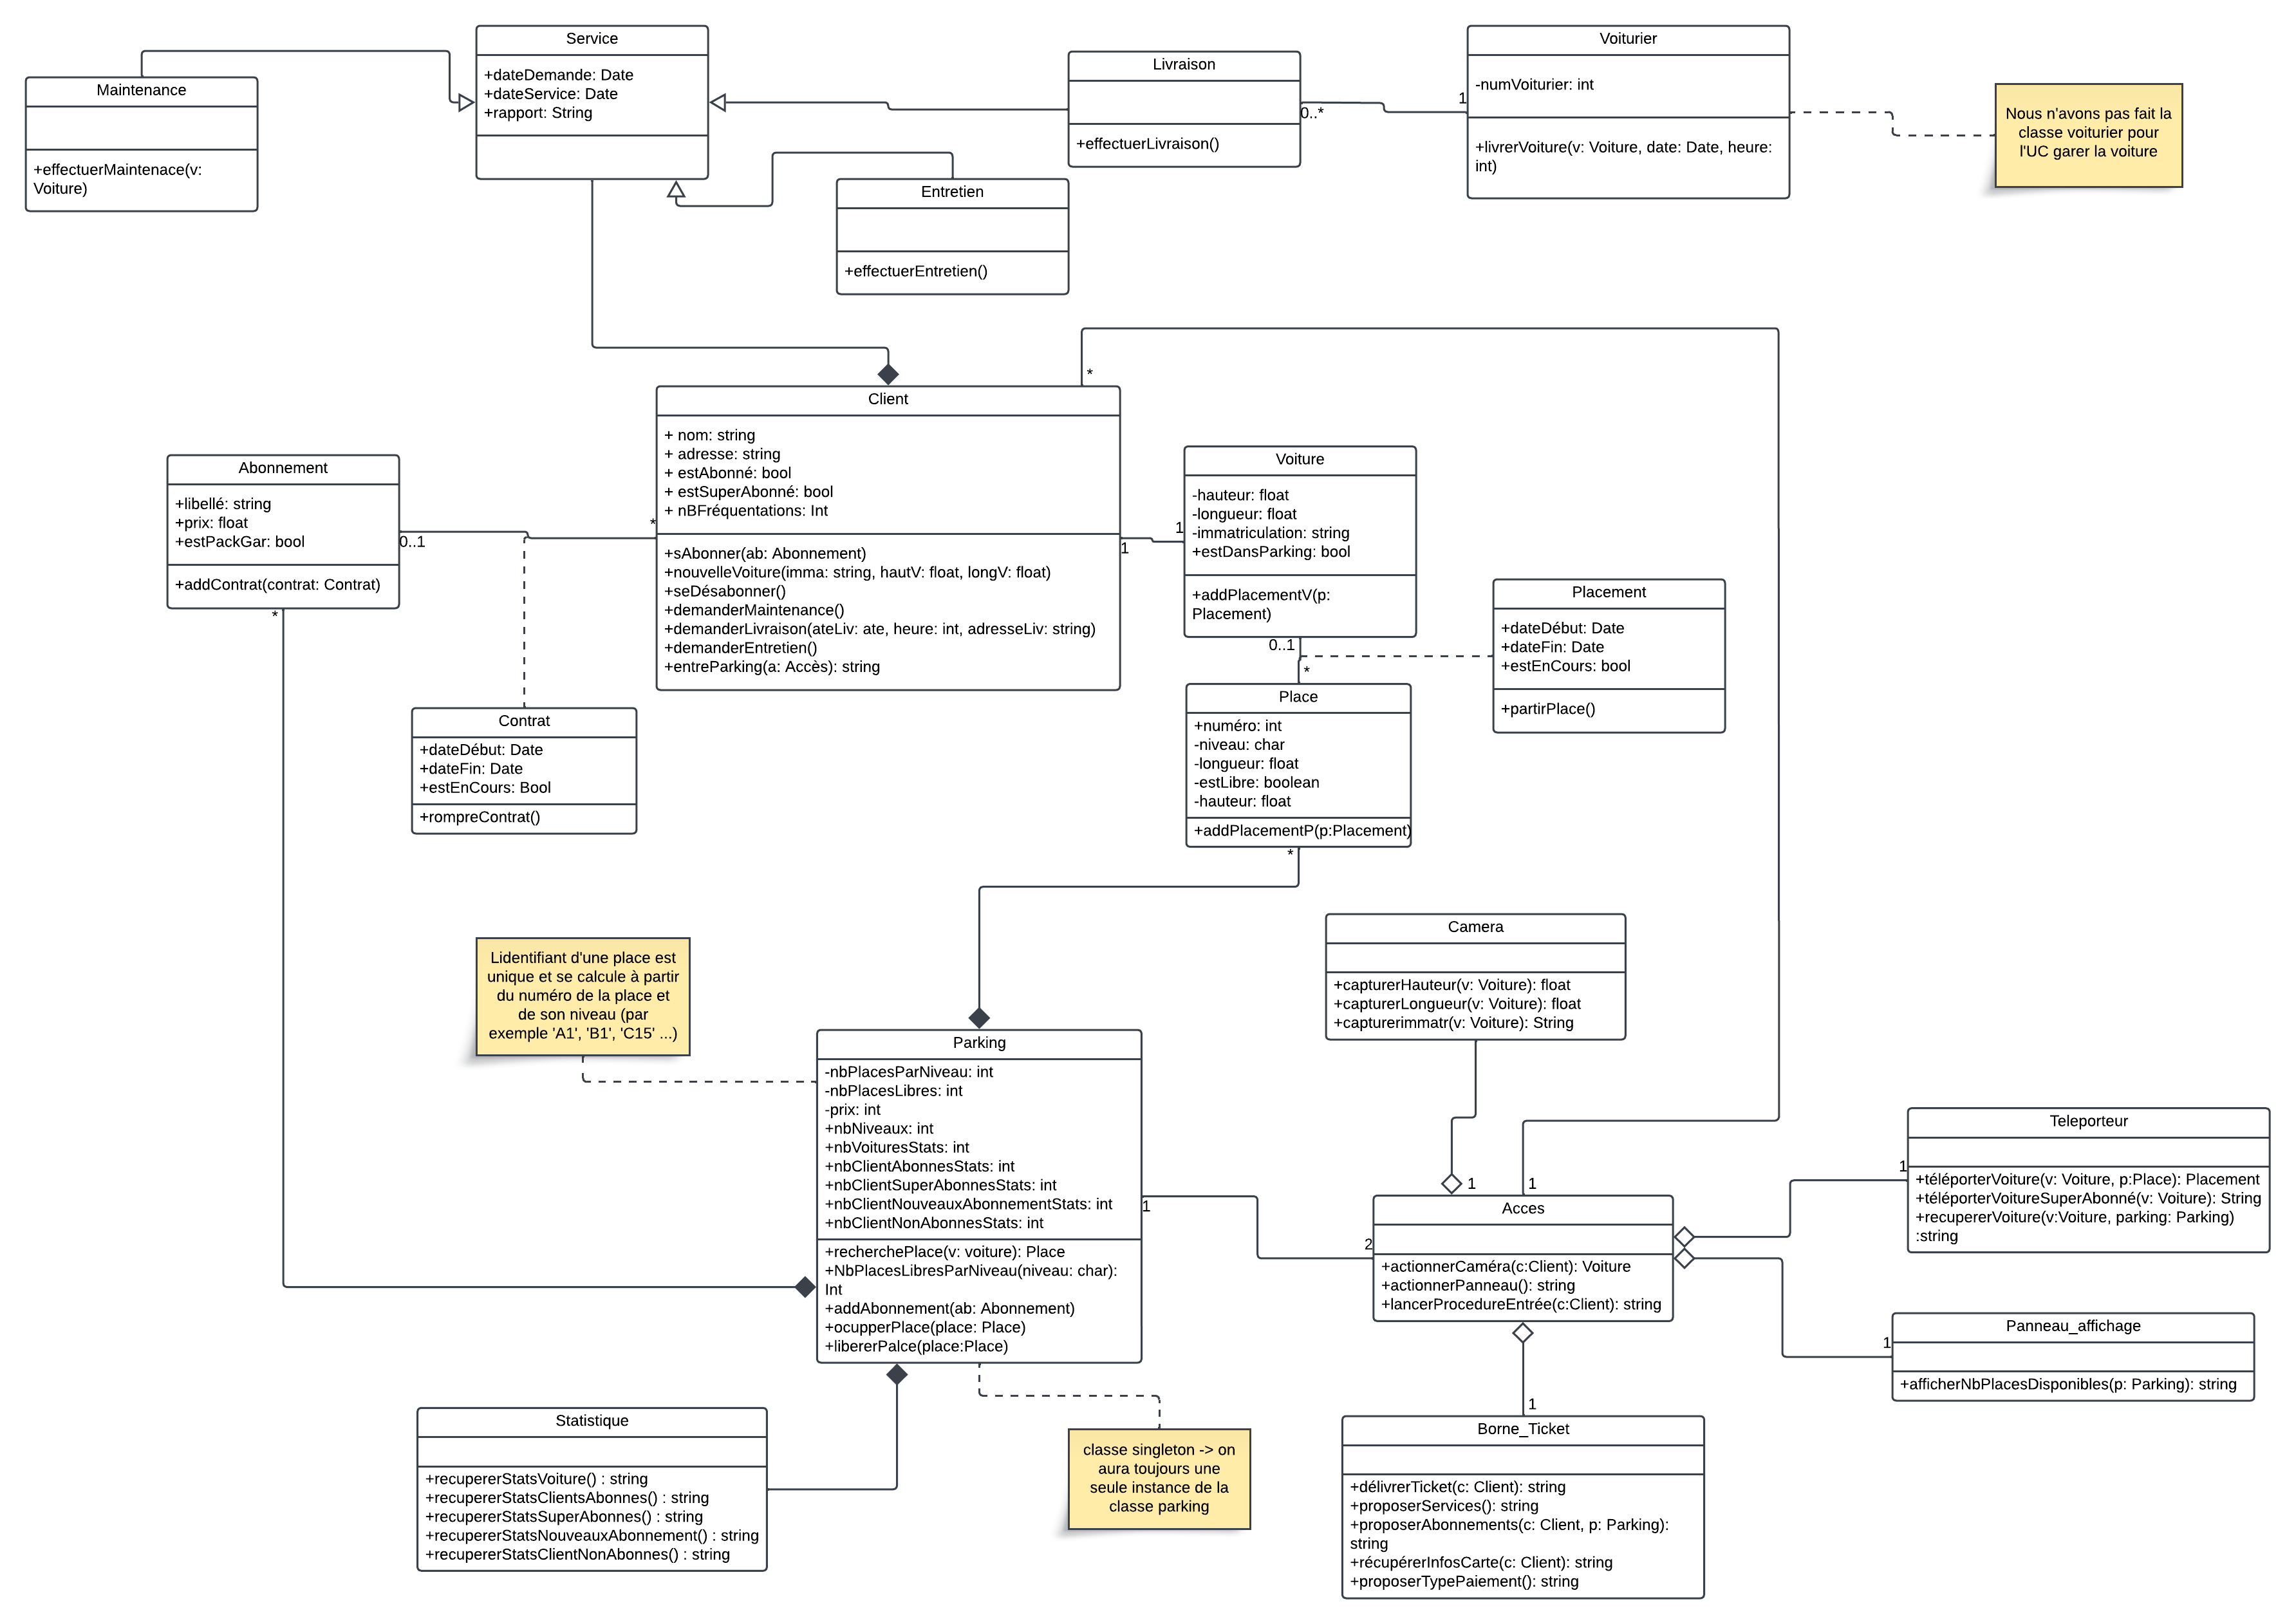 Service
+dateDemande: Date
+dateService: Date
+rapport: String
Maintenance
+effectuerMaintenace(v:
Voiture)
Livraison
+effectuerLivraison()
0..*
1
Voiturier
-numVoiturier: int
+livrerVoiture(v: Voiture, date: Date, heure:
int)
Nous n'avons pas fait la
classe voiturier pour
l'UC garer la voiture
Entretien
+effectuerEntretien()
*
Client
+ nom: string
+ adresse: string
+ estAbonné: bool
+ estSuperAbonné: bool
+ nBFréquentations: Int
+sAbonner(ab: Abonnement)
+nouvelleVoiture(imma: string, hautV: float, longV: float)
+seDésabonner()
+demanderMaintenance()
+demanderLivraison(ateLiv: ate, heure: int, adresseLiv: string)
+demanderEntretien()
+entreParking(a: Accès): string
Abonnement
+libellé: string
+prix: float
+estPackGar: bool
+addContrat(contrat: Contrat)
0..1
*
*
1
1
Voiture
-hauteur: float
-longueur: float
-immatriculation: string
+estDansParking: bool
+addPlacementV(p:
Placement)
0..1
*
Placement
+dateDébut: Date
+dateFin: Date
+estEnCours: bool
+partirPlace()
Contrat
+dateDébut: Date
+dateFin: Date
+estEnCours: Bool
+rompreContrat()
Place
+numéro: int
-niveau: char
-longueur: float
-estLibre: boolean
-hauteur: float
+addPlacementP(p:Placement)
*
Lidentifiant d'une place est
unique et se calcule à partir
du numéro de la place et
de son niveau (par
exemple 'A1', 'B1', 'C15' ...)
Camera
+capturerHauteur(v: Voiture): float
+capturerLongueur(v: Voiture): float
+capturerimmatr(v: Voiture): String
Parking
-nbPlacesParNiveau: int
-nbPlacesLibres: int
-prix: int
+nbNiveaux: int
+nbVoituresStats: int
+nbClientAbonnesStats: int
+nbClientSuperAbonnesStats: int
+nbClientNouveauxAbonnementStats: int
+nbClientNonAbonnesStats: int
+recherchePlace(v: voiture): Place
+NbPlacesLibresParNiveau(niveau: char):
Int
+addAbonnement(ab: Abonnement)
+ocupperPlace(place: Place)
+libererPalce(place:Place)
1
2
1
1
Acces
+actionnerCaméra(c:Client): Voiture
+actionnerPanneau(): string
+lancerProcedureEntrée(c:Client): string
1
Teleporteur
+téléporterVoiture(v: Voiture, p:Place): Placement
+téléporterVoitureSuperAbonné(v: Voiture): String
+recupererVoiture(v:Voiture, parking: Parking)
:string
1
Panneau_affichage
+afficherNbPlacesDisponibles(p: Parking): string
Statistique
+recupererStatsVoiture() : string
+recupererStatsClientsAbonnes() : string
+recupererStatsSuperAbonnes() : string
+recupererStatsNouveauxAbonnement() : string
+recupererStatsClientNonAbonnes() : string
classe singleton -> on
aura toujours une
seule instance de la
classe parking
1
Borne_Ticket
+délivrerTicket(c: Client): string
+proposerServices(): string
+proposerAbonnements(c: Client, p: Parking):
string
+récupérerInfosCarte(c: Client): string
+proposerTypePaiement(): string